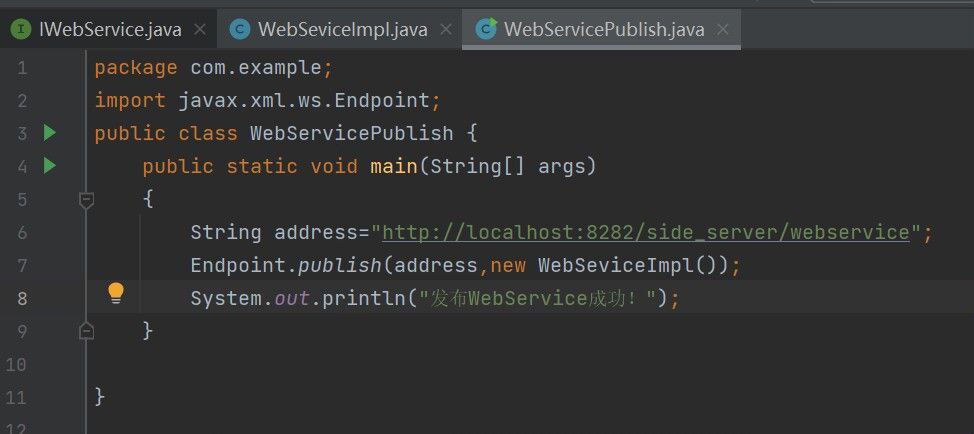 IWebService.java WebSeviceImpl.java WebServicePublish.java
1 package com.example;
2 import javax.xml.ws.Endpoint;
3 public class WebServicePublish {
4 public static void main(String[] args)
5 {
6 String address="http://localhost:8282/side_server/webservice";
7 Endpoint.publish(address,new WebSeviceImpl());
8 System.out.println("发布WebService成功！");
9 }
10
11 }
12